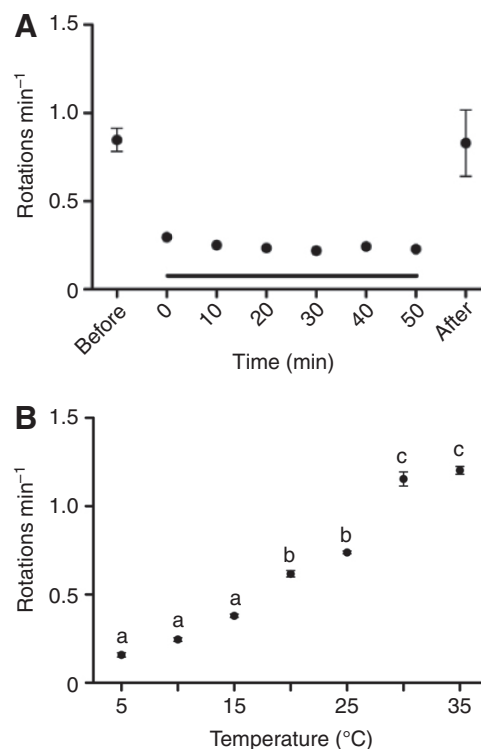 A
1.5
1.0
0.5
0
Rotations min⁻¹
Before 0 10 20 30 40 50 After
Time (min)
B
1.5
1.0
0.5
0
Rotations min⁻¹
a a a b b c c
5 15 25 35
Temperature (°C)